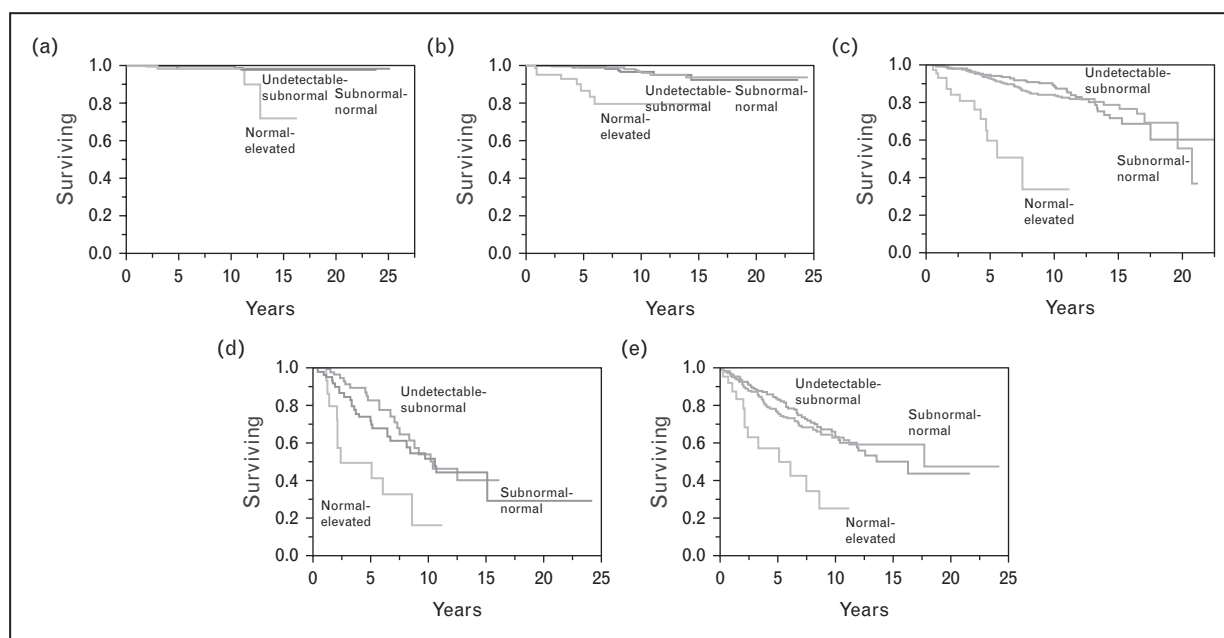 (a)
Surviving
1.0
0.8
0.6
0.4
0.2
0.0
Undetectable-
subnormal
Subnormal-
normal
Normal-
elevated
0 5 10 15 20 25
Years
(b)
Surviving
1.0
0.8
0.6
0.4
0.2
0.0
Undetectable-
subnormal
Subnormal-
normal
Normal-
elevated
0 5 10 15 20 25
Years
(c)
Surviving
1.0
0.8
0.6
0.4
0.2
0.0
Undetectable-
subnormal
Subnormal-
normal
Normal-
elevated
0 5 10 15 20
Years
(d)
Surviving
1.0
0.8
0.6
0.4
0.2
0.0
Undetectable-
subnormal
Normal-
elevated
Subnormal-
normal
0 5 10 15 20 25
Years
(e)
Surviving
1.0
0.8
0.6
0.4
0.2
0.0
Undetectable-
subnormal
Subnormal-
normal
Normal-
elevated
0 5 10 15 20 25
Years